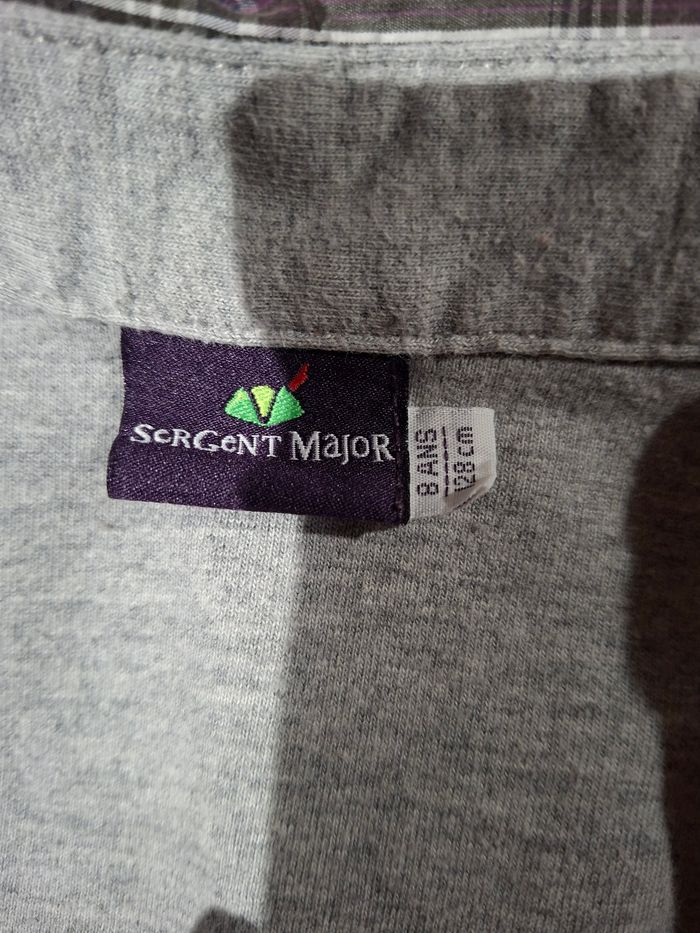 SerGeNT MajoR
8 ANS
128 cm